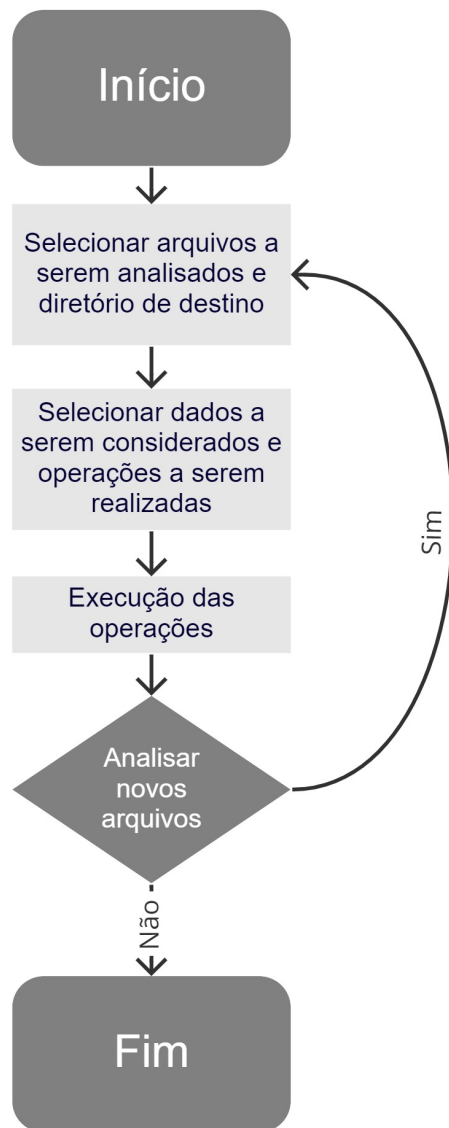 Início
Selecionar arquivos a
serem analisados e
diretório de destino
Selecionar dados a
serem considerados e
operações a serem
realizadas
Execução das
operações
Analisar
novos
arquivos
Sim
Não
Fim